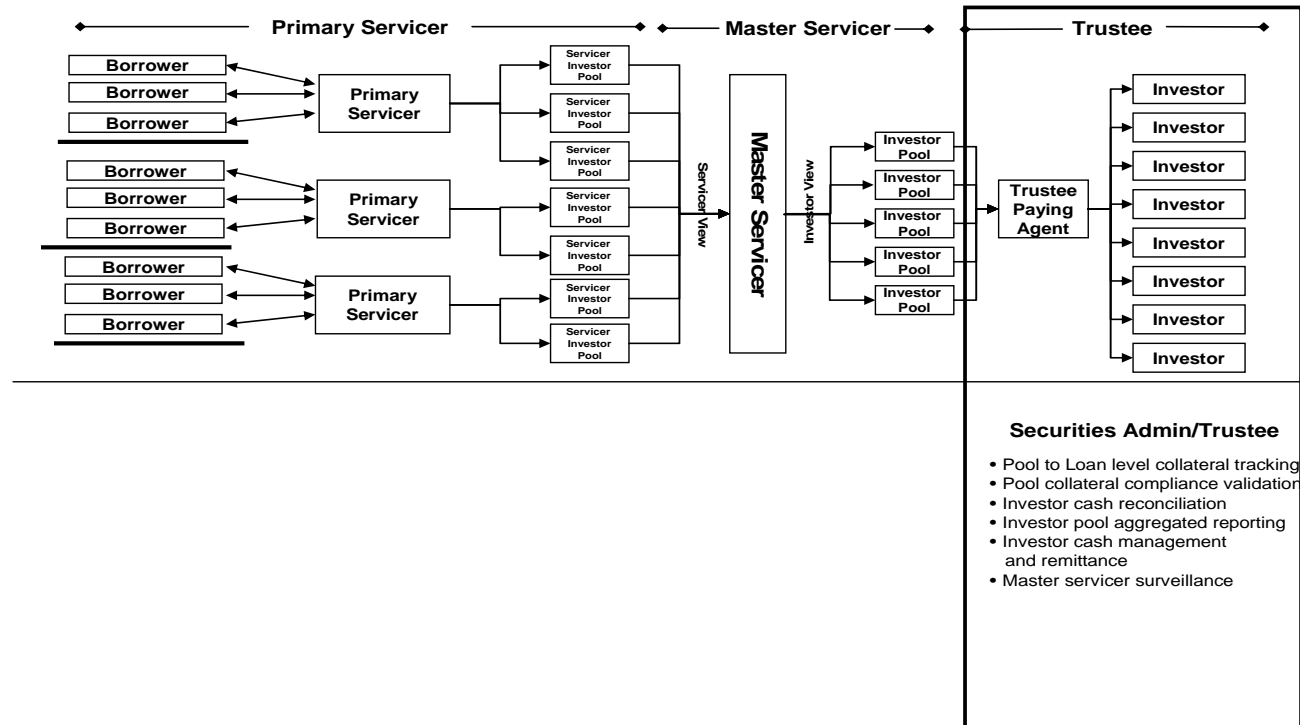 Primary Servicer
Master Servicer
Trustee
Borrower
Borrower
Borrower
Borrower
Borrower
Borrower
Borrower
Borrower
Borrower
Primary
Servicer
Primary
Servicer
Primary
Servicer
Servicer
Investor
Pool
Servicer
Investor
Pool
Servicer
Investor
Pool
Servicer
Investor
Pool
Servicer
Investor
Pool
Servicer
Investor
Pool
Servicer
Investor
Pool
Servicer View
Master Servicer
Investor View
Investor
Pool
Investor
Pool
Investor
Pool
Investor
Pool
Investor
Pool
Trustee
Paying
Agent
Investor
Investor
Investor
Investor
Investor
Investor
Investor
Investor
Securities Admin/Trustee
• Pool to Loan level collateral tracking
• Pool collateral compliance validation
• Investor cash reconciliation
• Investor pool aggregated reporting
• Investor cash management
and remittance
• Master servicer surveillance